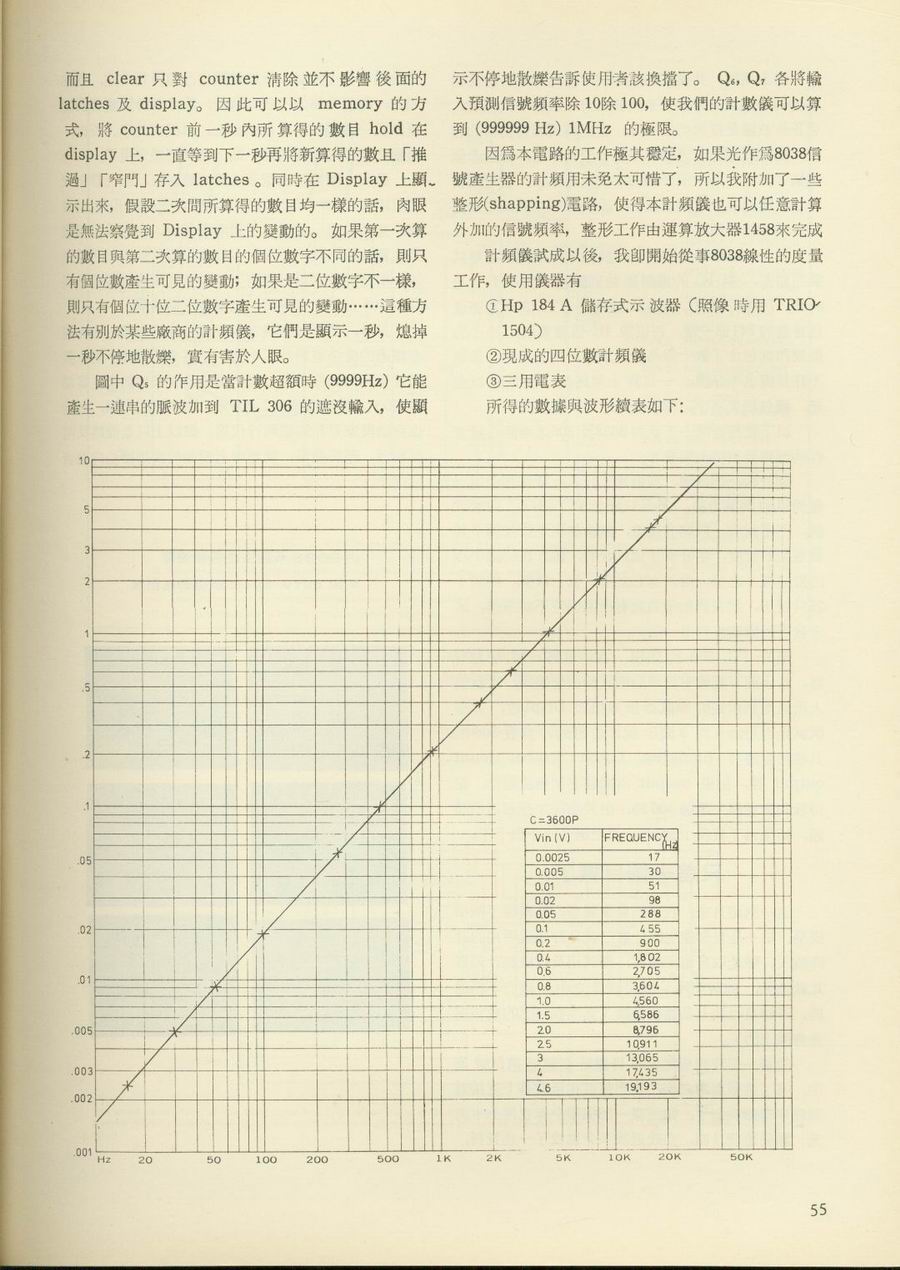 而且 clear 只對 counter 清除並不影響後面的
latches 及 display。因此可以以 memory 的方
式，將 counter 前一秒內所算得的數目 hold 在
display 上，一直等到下一秒再將新算得的數且「推
過」「窄門」存入 latches。同時在 Display 上顯
示出來，假設二次間所算得的數目均一樣的話，肉眼
是無法察覺到 Display 上的變動的。如果第一次算
的數目與第二次算的數目的個位數字不同的話，則只
有個位數產生可見的變動；如果是二位數字不一樣，
則只有個位十位二位數字產生可見的變動……這種方
法有別於某些廠商的計頻儀，它們是顯示一秒，熄掉
一秒不停地散爍，實有害於人眼。
圖中 Q₅ 的作用是當計數超額時 (9999Hz) 它能
產生一連串的脈波加到 TIL 306 的遮沒輸入，使顯
示不停地散爍告訴使用者該換擋了。 Q₆，Q₇ 各將輸
入預測信號頻率除10除100，使我們的計數儀可以算
到 (999999 Hz) 1MHz 的極限。
因爲本電路的工作極其穩定，如果光作爲8038信
號產生器的計頻用未免太可惜了，所以我附加了一些
整形(shapping)電路，使得本計頻儀也可以任意計算
外加的信號頻率，整形工作由運算放大器1458來完成
計頻儀試成以後，我卽開始從事8038線性的度量
工作，使用儀器有
①Hp 184 A 儲存式示波器（照像時用 TRIO
1504）
②現成的四位數計頻儀
③三用電表
所得的數據與波形續表如下：
10
5
3
2
1
.5
.2
.1
.05
.02
.01
.005
.003
.002
.001
Hz 20 50 100 200 500 1K 2K 5K 10K 20K 50K
C=3600P
Vin (V) FREQUENCY (Hz)
0.0025 17
0.005 30
0.01 51
0.02 98
0.05 288
0.1 455
0.2 900
0.4 1,802
0.6 2,705
0.8 3,604
1.0 4,560
1.5 6,586
2.0 8,796
2.5 10,911
3 13,065
4 17,435
4.6 19,193
55